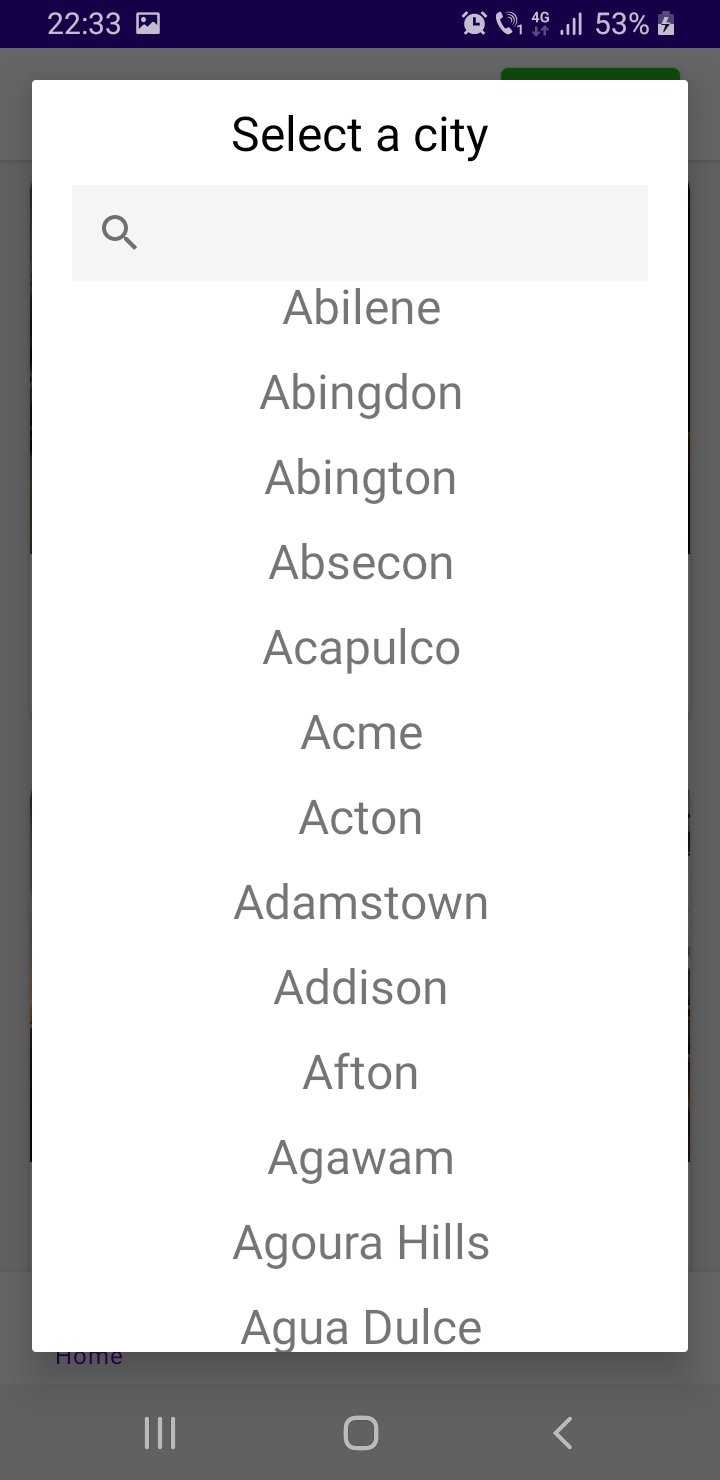 22:33
1 4G 53%
Select a city
Abilene
Abingdon
Abington
Absecon
Acapulco
Acme
Acton
Adamstown
Addison
Afton
Agawam
Agoura Hills
Agua Dulce
Home